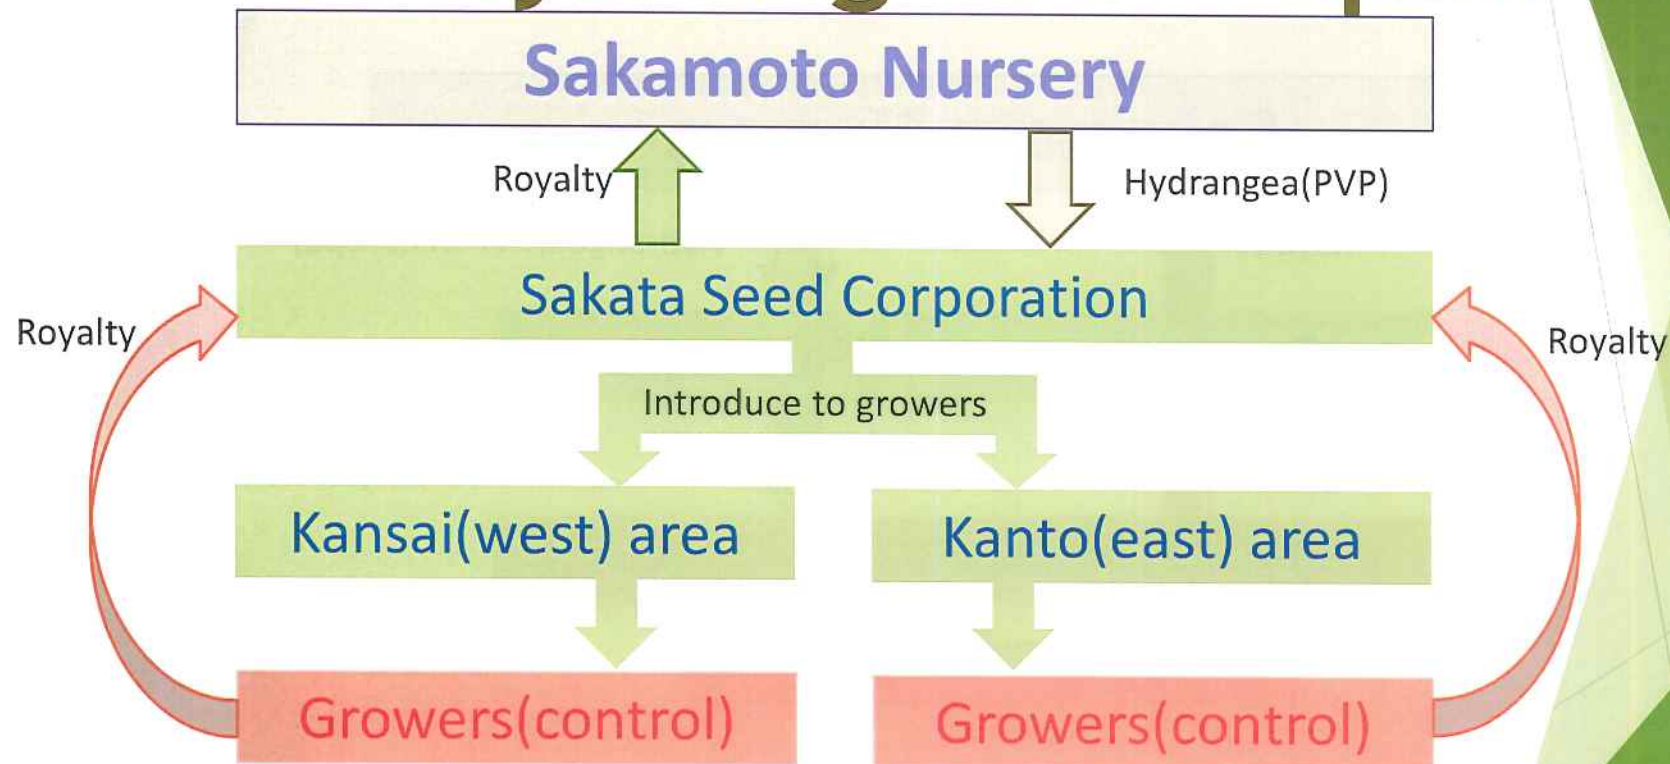 Sakamoto Nursery
Royalty
Hydrangea(PVP)
Sakata Seed Corporation
Royalty
Royalty
Introduce to growers
Kansai(west) area
Kanto(east) area
Growers(control)
Growers(control)